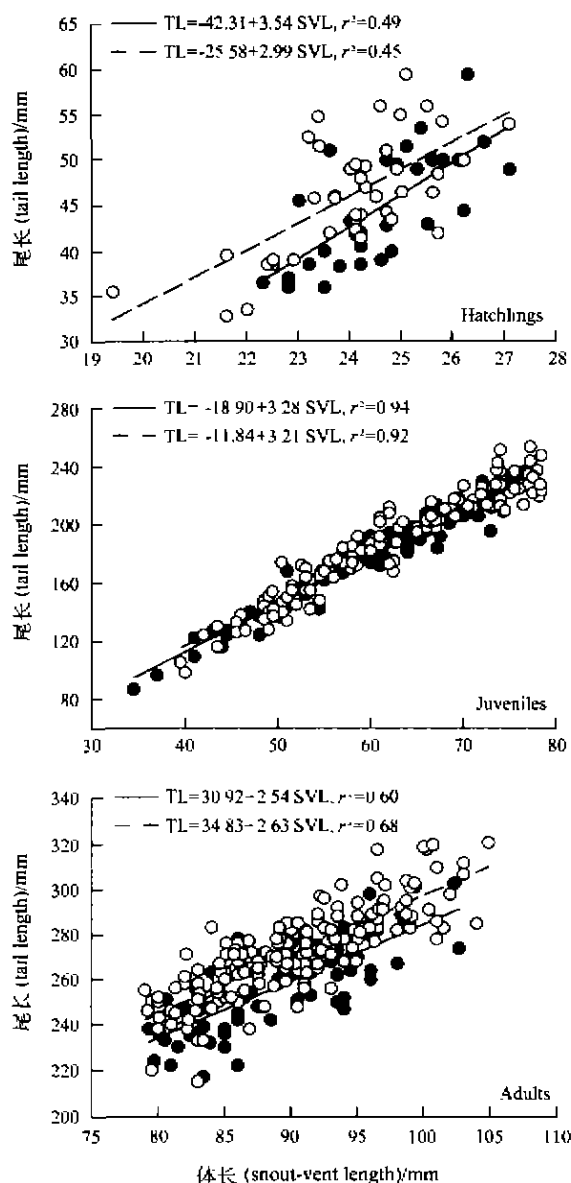 TL=-42.31+3.54 SVL, r²=0.49
TL=-25.58+2.99 SVL, r²=0.45
65
60
55
50
45
40
35
30
尾长 (tail length)/mm
Hatchlings
19 20 21 22 23 24 25 26 27 28
TL= -18.90+3.28 SVL, r²=0.94
TL= -11.84+3.21 SVL, r²=0.92
280
240
200
160
120
80
尾长 (tail length)/mm
Juveniles
30 40 50 60 70 80
TL=30.92-2.54 SVL, r²=0.60
TL=34.83-2.63 SVL, r²=0.68
340
320
300
280
260
240
220
200
尾长 (tail length)/mm
Adults
75 80 85 90 95 100 105 110
体长 (snout-vent length)/mm